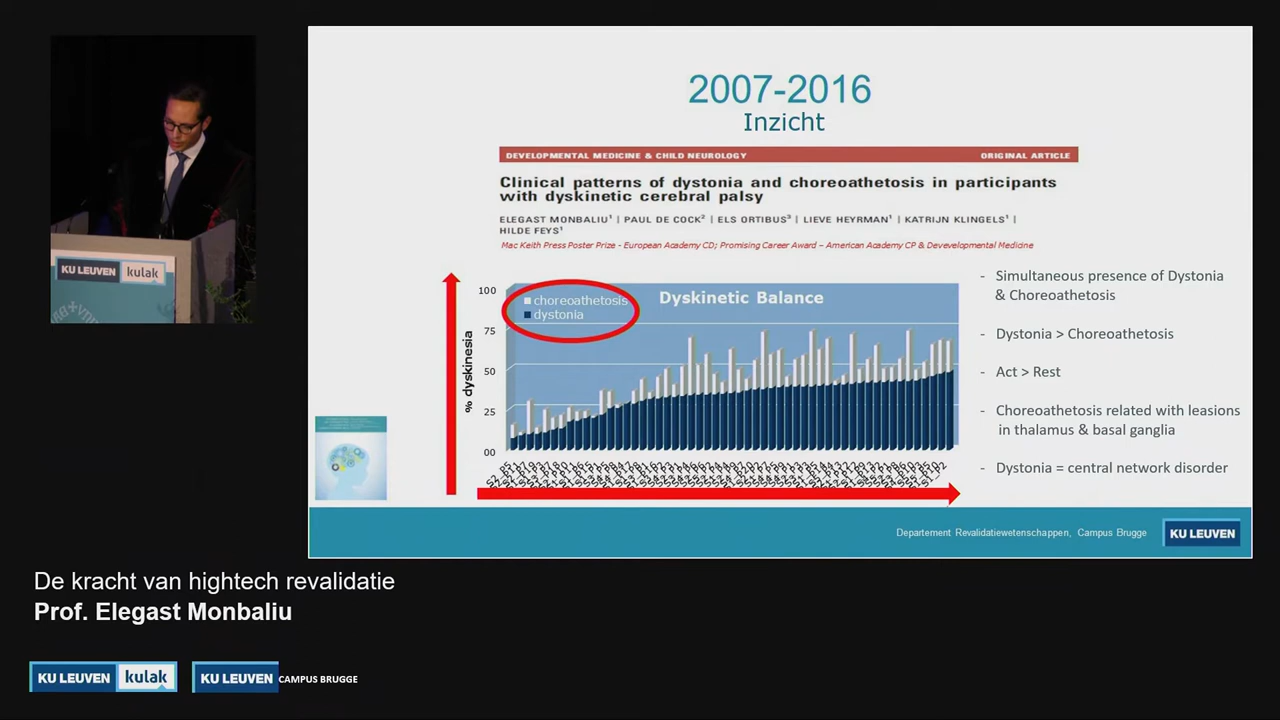 2007-2016
Inzicht
DEVELOPMENTAL MEDICINE & CHILD NEUROLOGY ORIGINAL ARTICLE
Clinical patterns of dystonia and choreoathetosis in participants
with dyskinetic cerebral palsy
ELEGAST MONBALIU¹ | PAUL DE COCK² | ELS ORTIBUS³ | LIEVE HEYRMAN¹ | KATRIJN KLINGELS¹ |
HILDE FEYS¹
Mac Keith Press Poster Prize - European Academy CD; Promising Career Award – American Academy CP & Devevelopmental Medicine
Dyskinetic Balance
choreoathetosis
dystonia
% dyskinesia
100
75
50
25
00
- Simultaneous presence of Dystonia
& Choreoathetosis
- Dystonia > Choreoathetosis
- Act > Rest
- Choreoathetosis related with leasions
in thalamus & basal ganglia
- Dystonia = central network disorder
Departement Revalidatiewetenschappen, Campus Brugge KU LEUVEN
KU LEUVEN kulak
De kracht van hightech revalidatie
Prof. Elegast Monbaliu
KU LEUVEN kulak KU LEUVEN CAMPUS BRUGGE